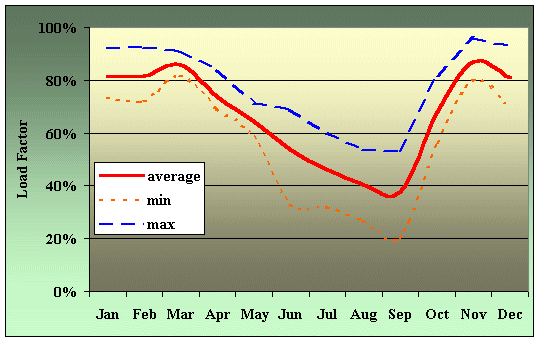 100%
80%
60%
40%
20%
0%
Load Factor
average
min
max
Jan Feb Mar Apr May Jun Jul Aug Sep Oct Nov Dec